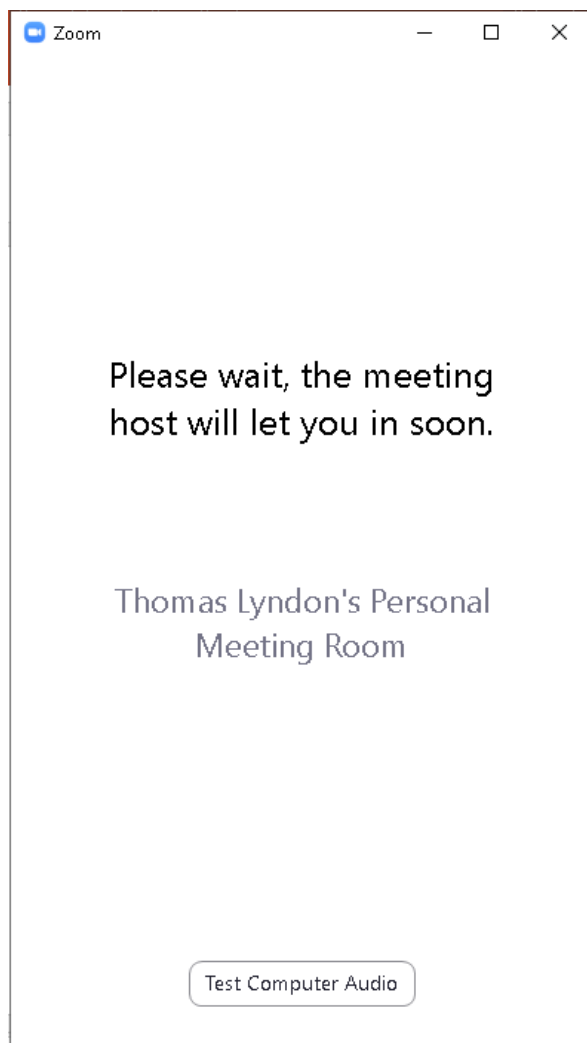 Zoom
Please wait, the meeting
host will let you in soon.
Thomas Lyndon's Personal
Meeting Room
Test Computer Audio